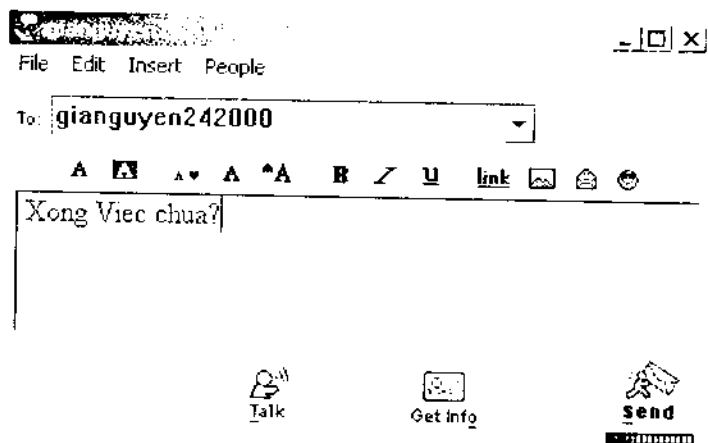 File Edit Insert People
To: gianguyen242000
A A A A A B I u link
Xong Viec chua?
Talk Get Info Send